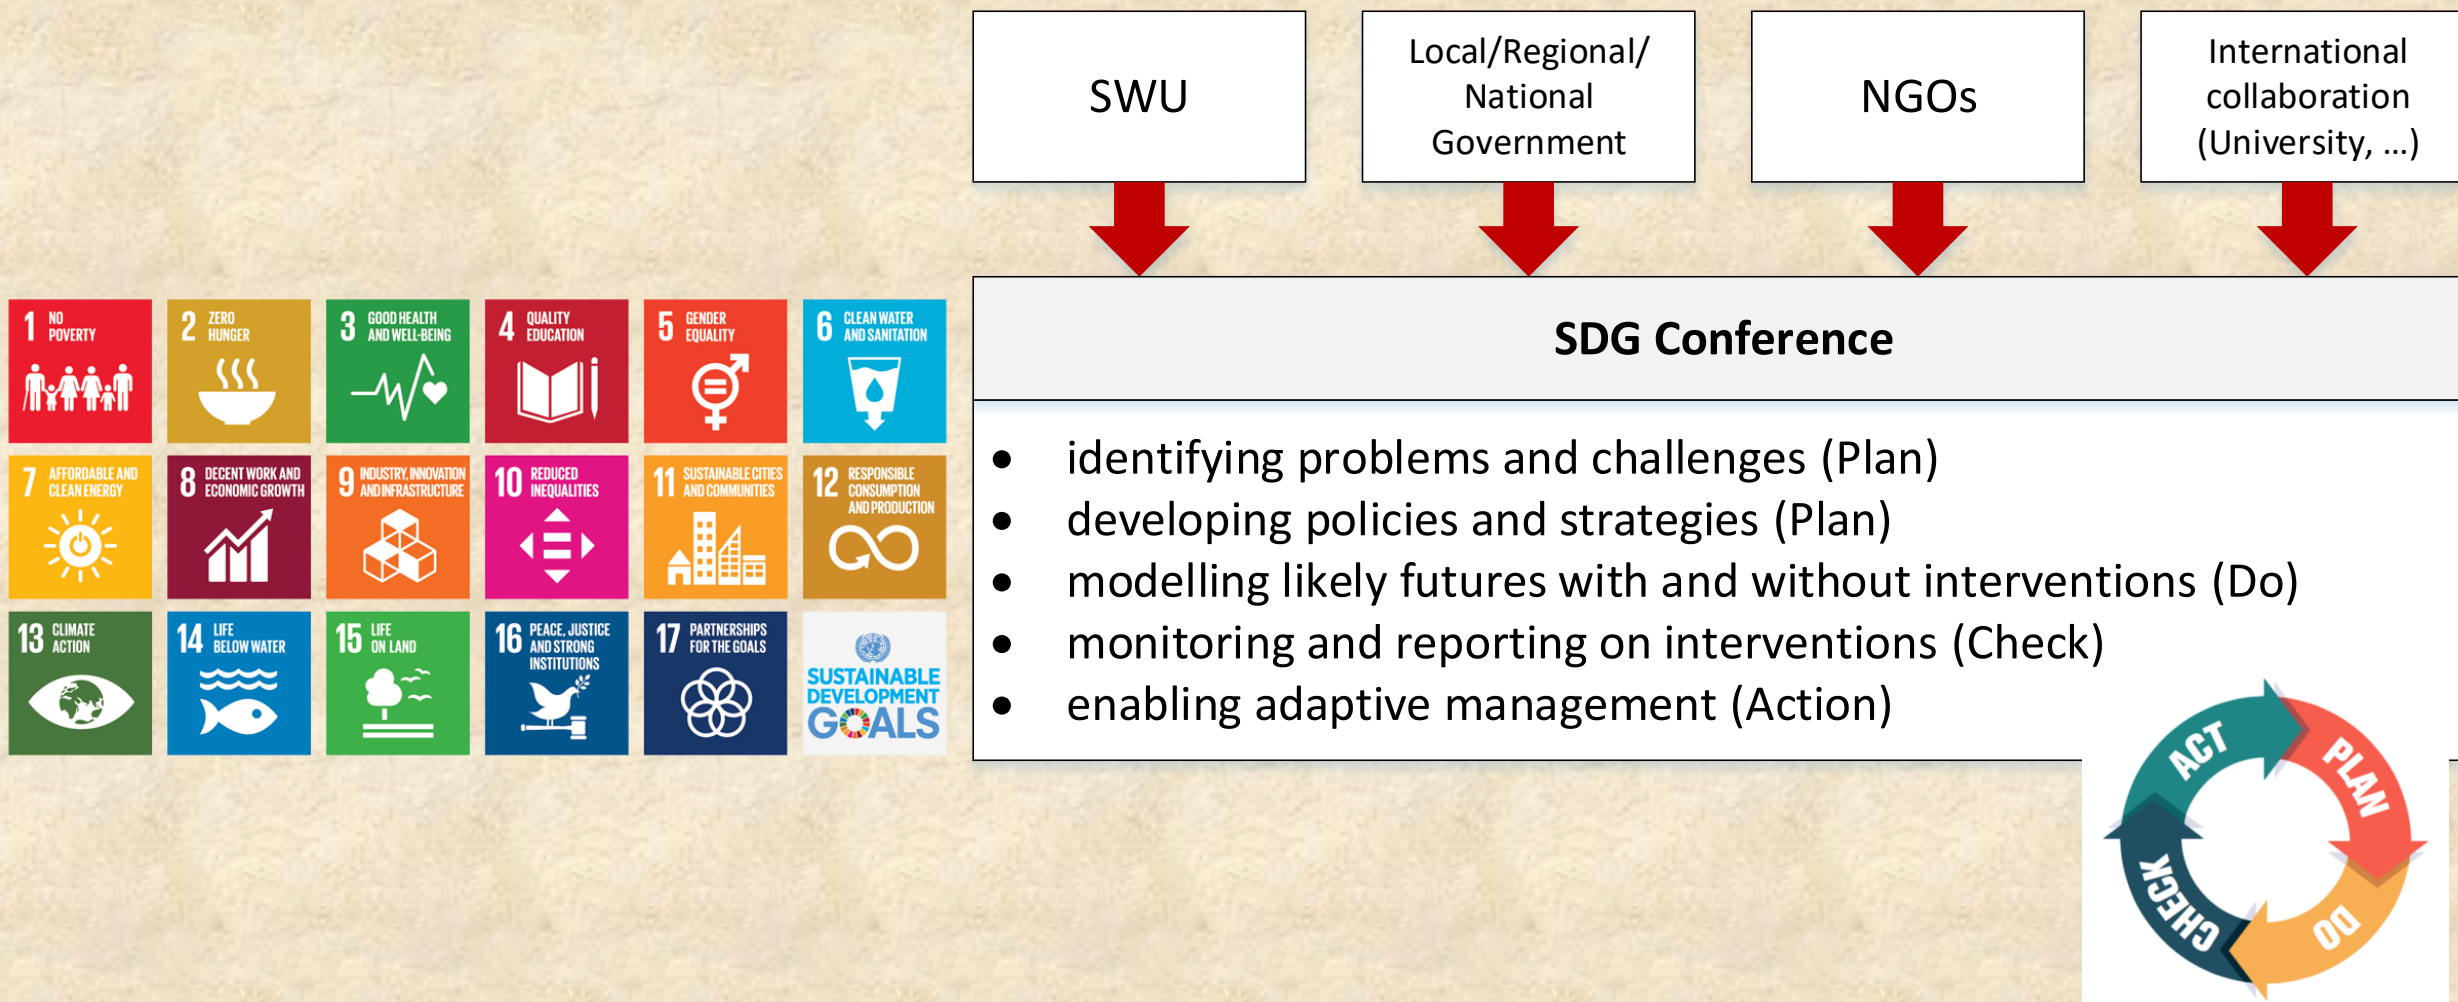 SWU
Local/Regional/
National
Government
NGOs
International
collaboration
(University, ...)
SDG Conference
1 NO
POVERTY
2 ZERO
HUNGER
3 GOOD HEALTH
AND WELL-BEING
4 QUALITY
EDUCATION
5 GENDER
EQUALITY
6 CLEAN WATER
AND SANITATION
7 AFFORDABLE AND
CLEAN ENERGY
8 DECENT WORK AND
ECONOMIC GROWTH
9 INDUSTRY, INNOVATION
AND INFRASTRUCTURE
10 REDUCED
INEQUALITIES
11 SUSTAINABLE CITIES
AND COMMUNITIES
12 RESPONSIBLE
CONSUMPTION
AND PRODUCTION
13 CLIMATE
ACTION
14 LIFE
BELOW WATER
15 LIFE
ON LAND
16 PEACE, JUSTICE
AND STRONG
INSTITUTIONS
17 PARTNERSHIPS
FOR THE GOALS
SUSTAINABLE
DEVELOPMENT
GOALS
• identifying problems and challenges (Plan)
• developing policies and strategies (Plan)
• modelling likely futures with and without interventions (Do)
• monitoring and reporting on interventions (Check)
• enabling adaptive management (Action)
ACT
PLAN
DO
CHECK